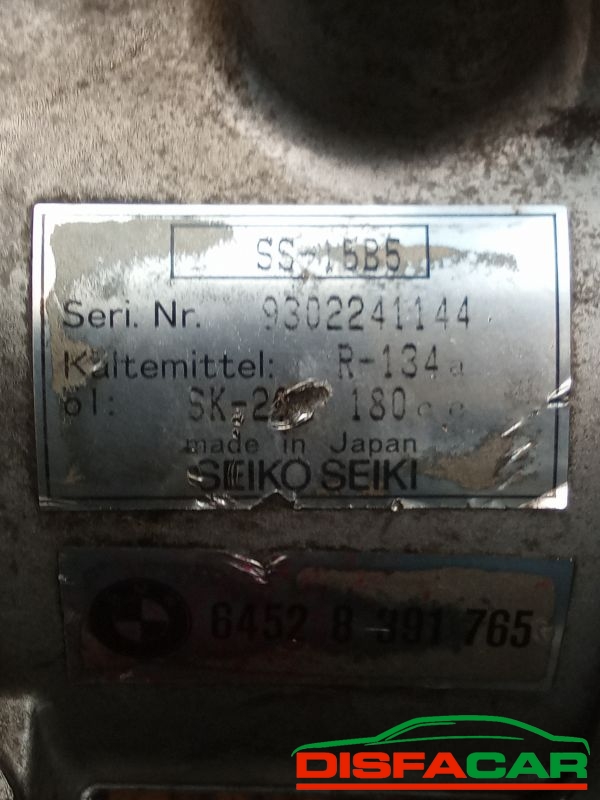 SS-15B5
Seri. Nr. 9302241144
Kältemittel: R-134a
öl: 180cc
made in Japan
SEIKO SEIKI
6452 8 391 765
DISFACAR